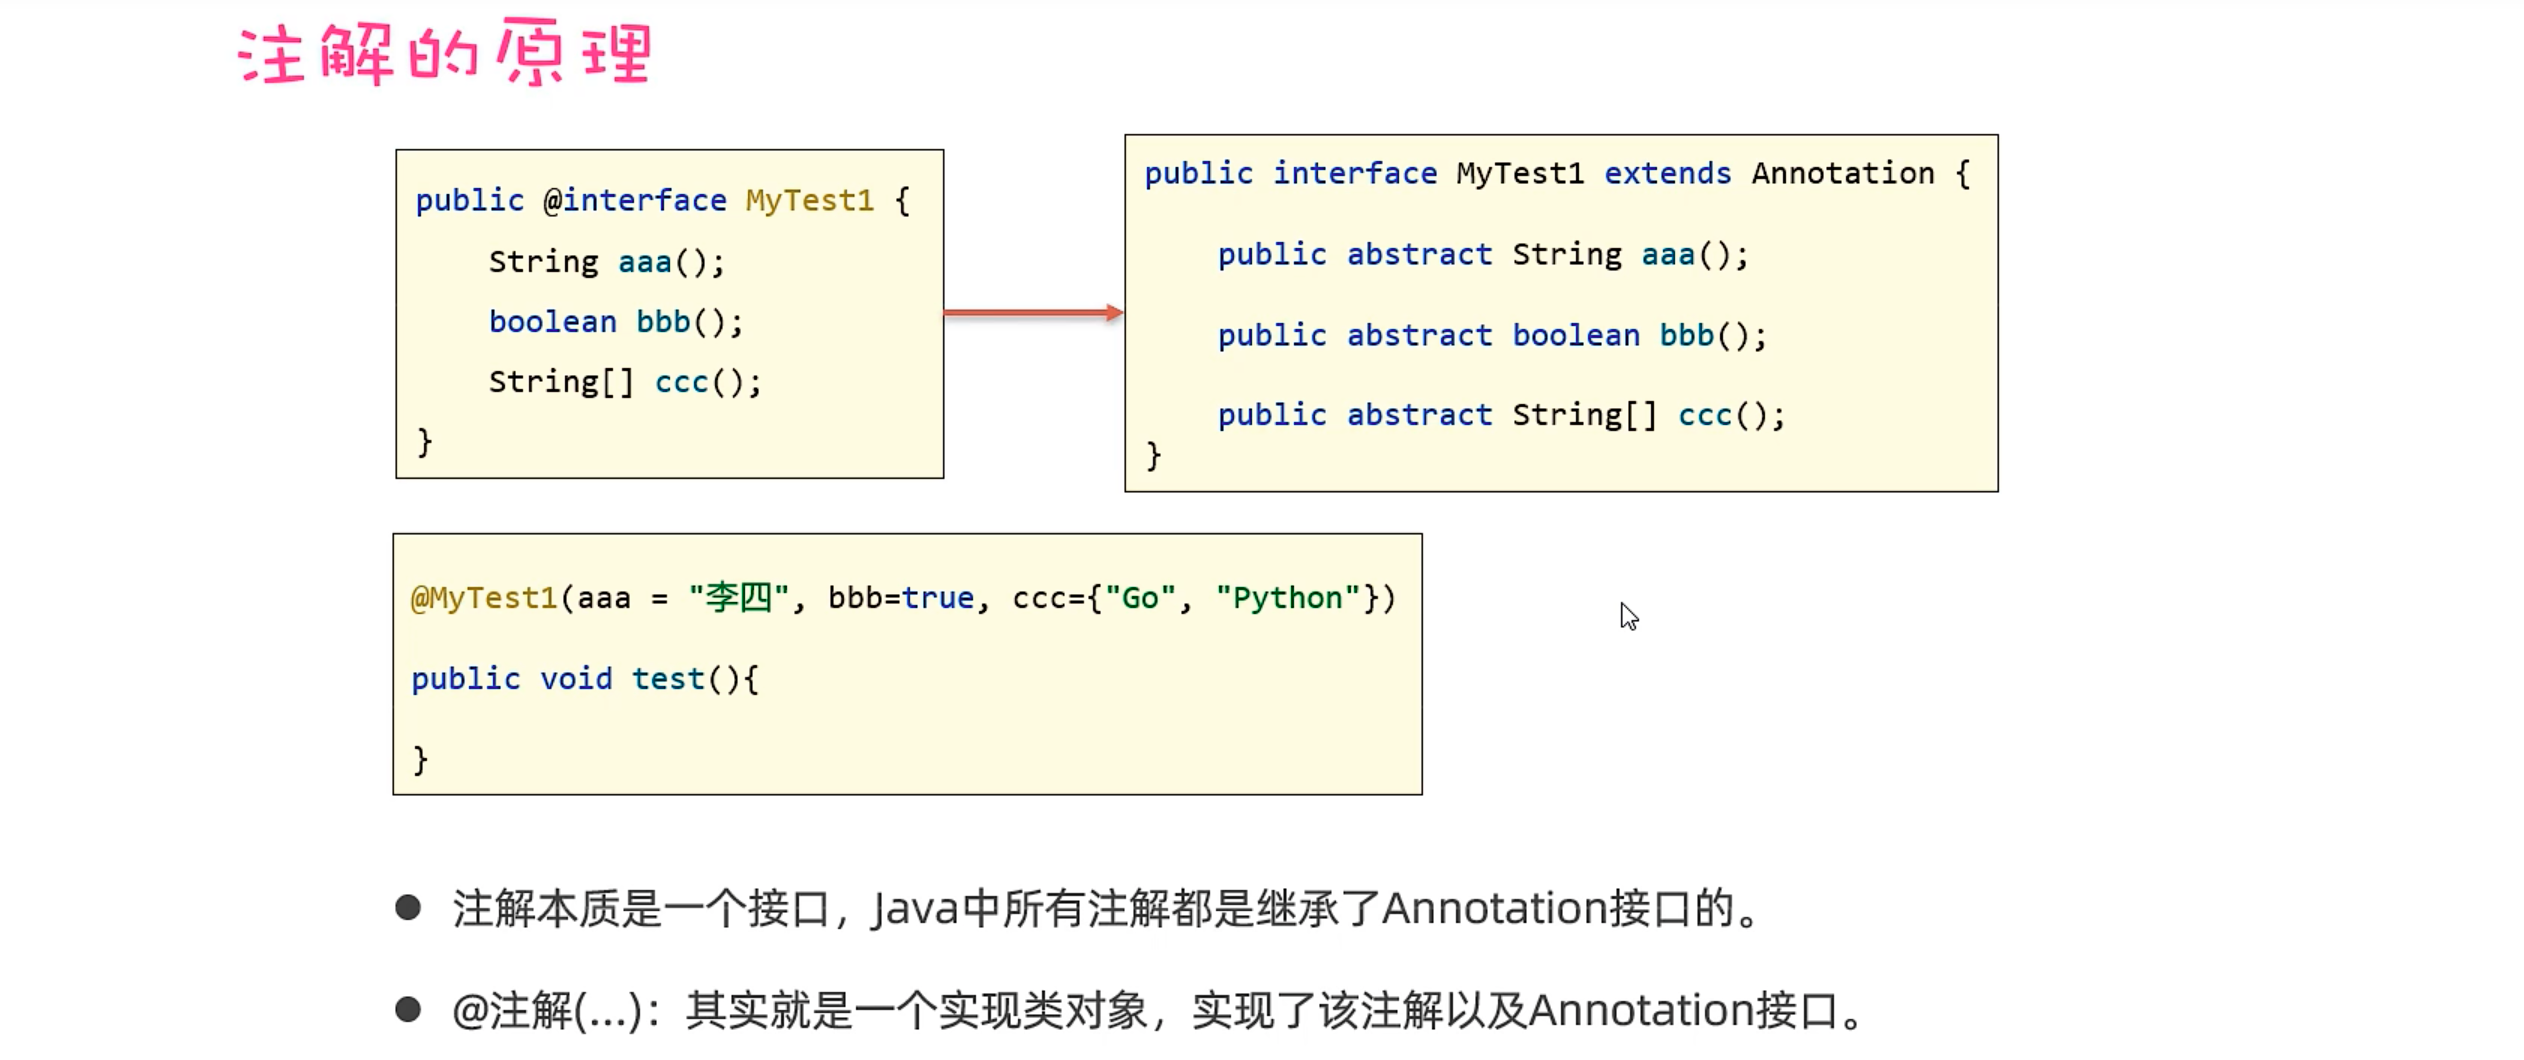 注解的原理
public @interface MyTest1 {
    String aaa();
    boolean bbb();
    String[] ccc();
}
public interface MyTest1 extends Annotation {
    public abstract String aaa();
    public abstract boolean bbb();
    public abstract String[] ccc();
}
@MyTest1(aaa = "李四", bbb=true, ccc={"Go", "Python"})
public void test(){
}
● 注解本质是一个接口，Java中所有注解都是继承了Annotation接口的。
● @注解(...)：其实就是一个实现类对象，实现了该注解以及Annotation接口。